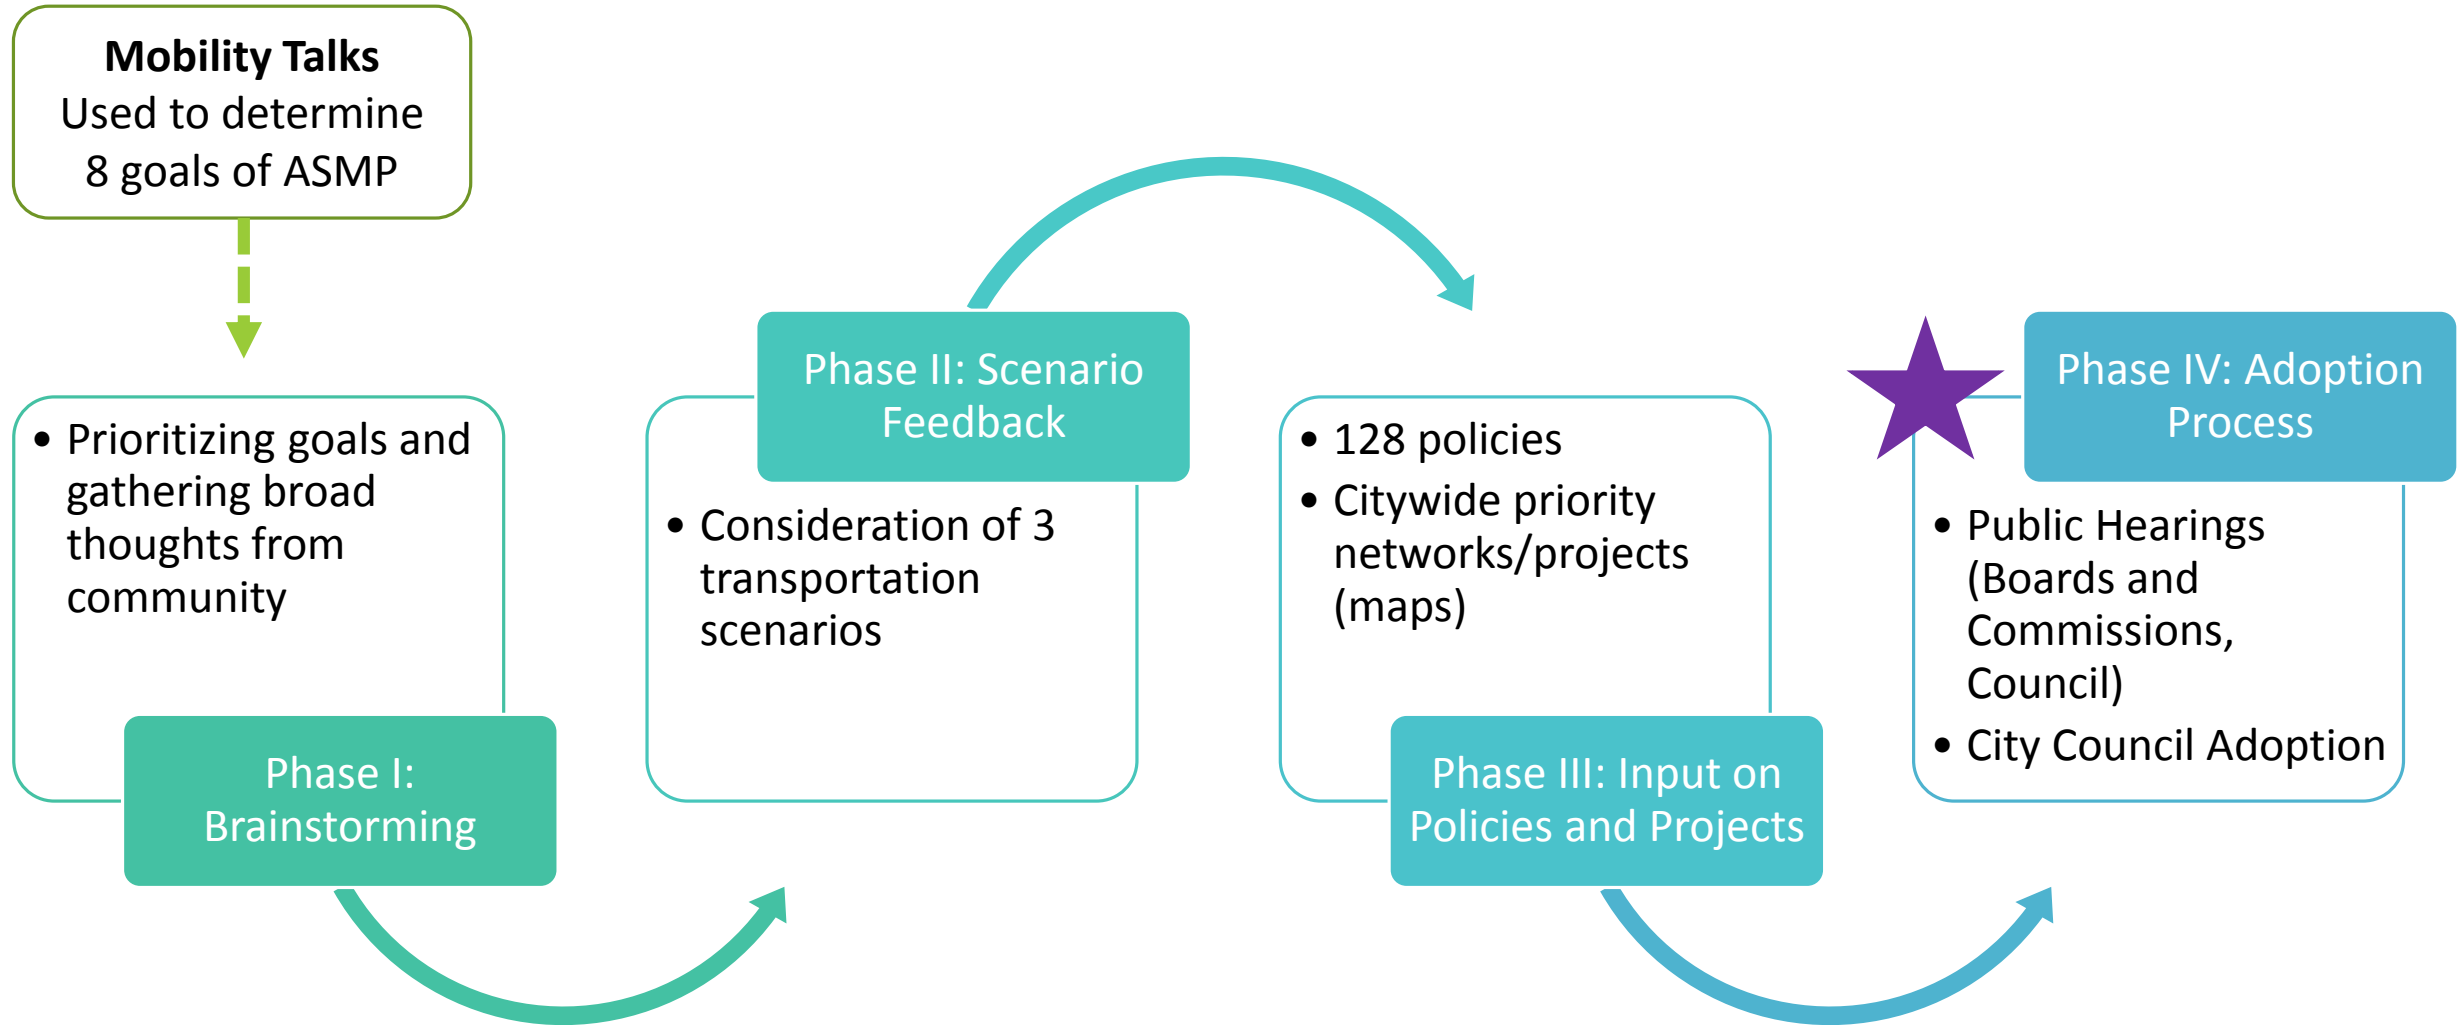 Mobility Talks
Used to determine
8 goals of ASMP
• Prioritizing goals and
gathering broad
thoughts from
community
Phase I:
Brainstorming
Phase II: Scenario
Feedback
• Consideration of 3
transportation
scenarios
• 128 policies
• Citywide priority
networks/projects
(maps)
Phase III: Input on
Policies and Projects
Phase IV: Adoption
Process
• Public Hearings
(Boards and
Commissions,
Council)
• City Council Adoption